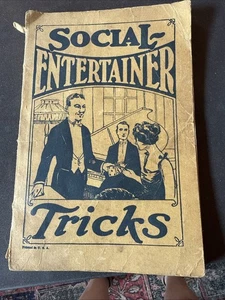 SOCIAL-
ENTERTAINER
Tricks
Printed in U. S. A.